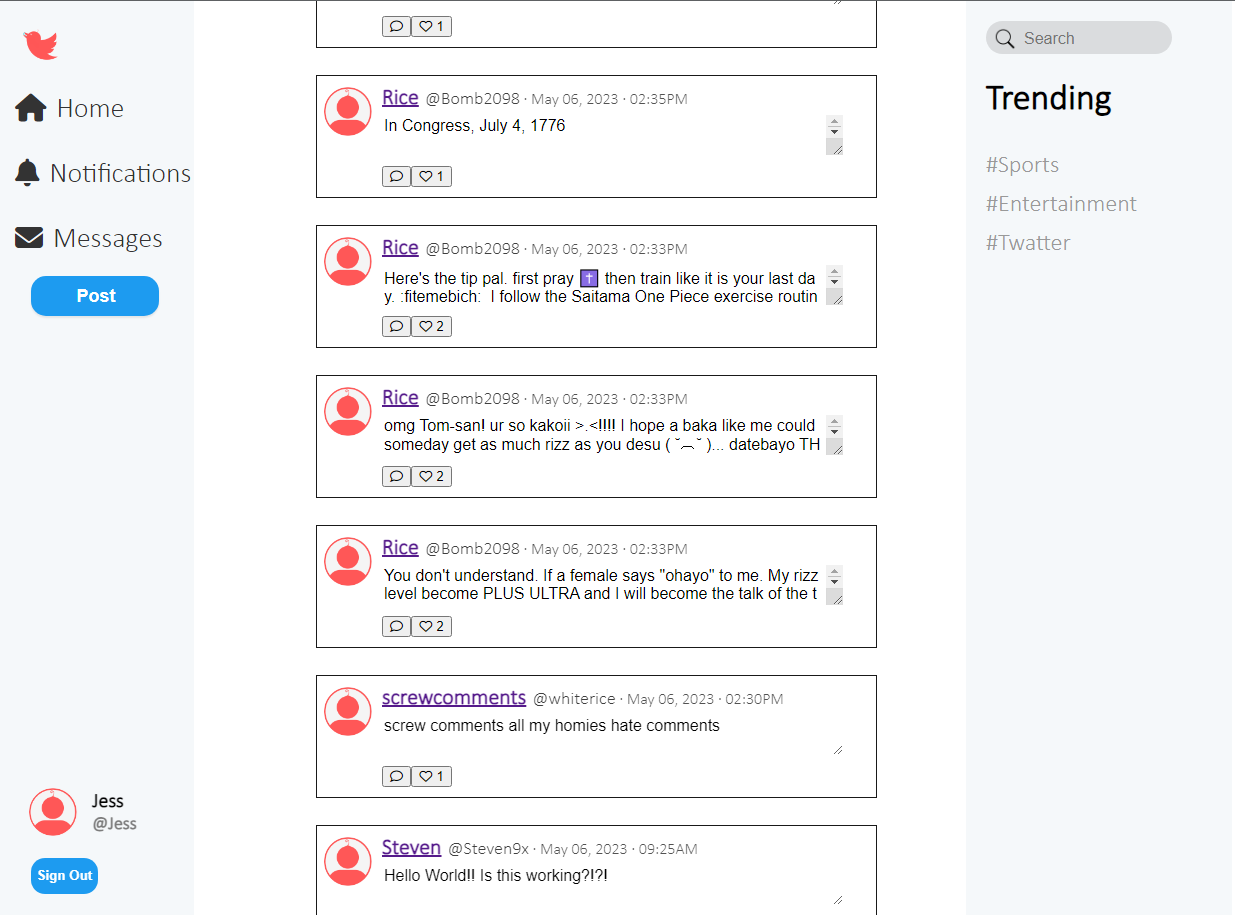 Home
Notifications
Messages
Post
Jess
@Jess
Sign Out
1
Rice @Bomb2098 · May 06, 2023 · 02:35PM
In Congress, July 4, 1776
1
Rice @Bomb2098 · May 06, 2023 · 02:33PM
Here's the tip pal. first pray ✝️ then train like it is your last da
y. :fitemebich:  I follow the Saitama One Piece exercise routin
2
Rice @Bomb2098 · May 06, 2023 · 02:33PM
omg Tom-san! ur so kakoii >.<!!!! I hope a baka like me could
someday get as much rizz as you desu ( ˘︹˘ )... datebayo TH
2
Rice @Bomb2098 · May 06, 2023 · 02:33PM
You don't understand. If a female says "ohayo" to me. My rizz
level become PLUS ULTRA and I will become the talk of the t
2
screwcomments @whiterice · May 06, 2023 · 02:30PM
screw comments all my homies hate comments
1
Steven @Steven9x · May 06, 2023 · 09:25AM
Hello World!! Is this working?!?!
Search
Trending
#Sports
#Entertainment
#Twatter